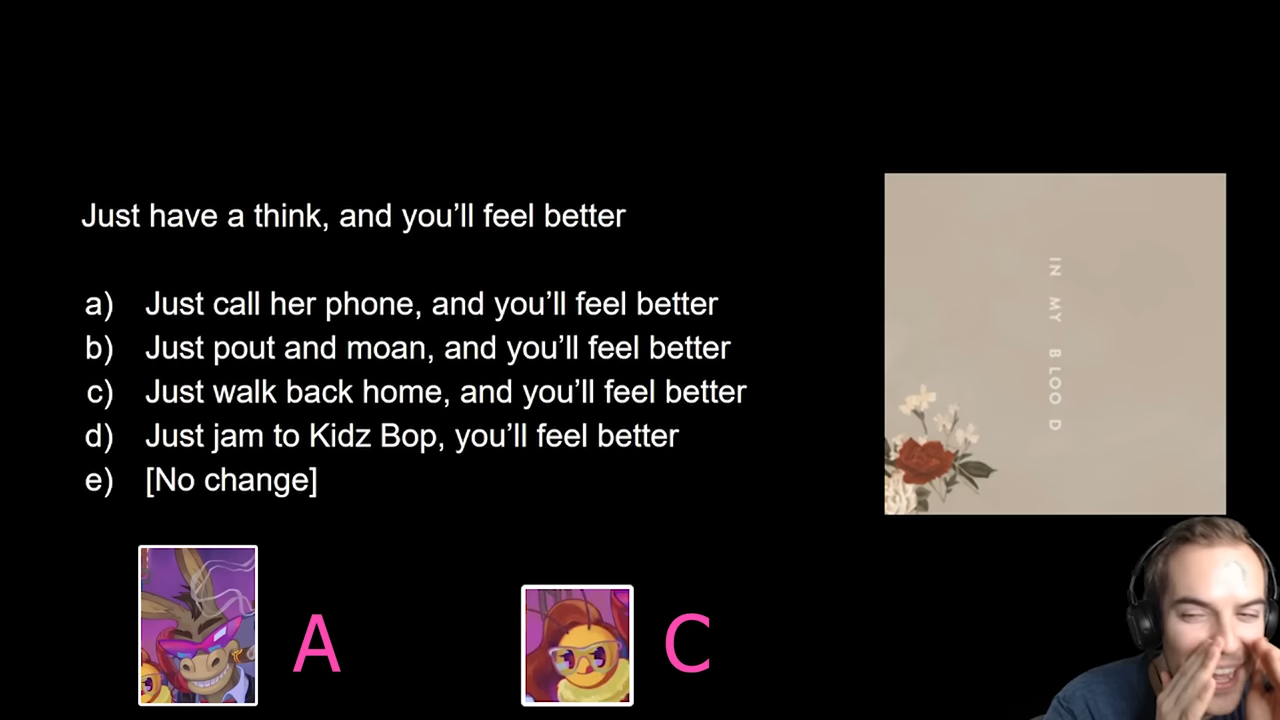 Just have a think, and you’ll feel better
a) Just call her phone, and you’ll feel better
b) Just pout and moan, and you’ll feel better
c) Just walk back home, and you’ll feel better
d) Just jam to Kidz Bop, you’ll feel better
e) [No change]
IN MY BLOOD
A
C